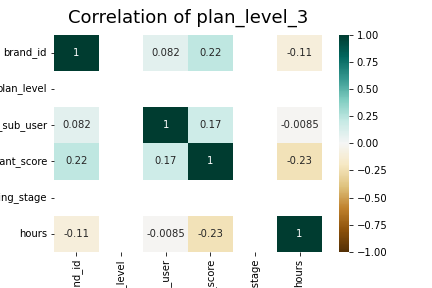 Correlation of plan_level_3
brand_id 1 0.082 0.22 -0.11
plan_level
_sub_user 0.082 1 0.17 -0.0085
ant_score 0.22 0.17 1 -0.23
ing_stage
hours -0.11 -0.0085 -0.23 1
nd_id
_level
_user
_score
stage
hours
1.00
0.75
0.50
0.25
0.00
−0.25
−0.50
−0.75
−1.00